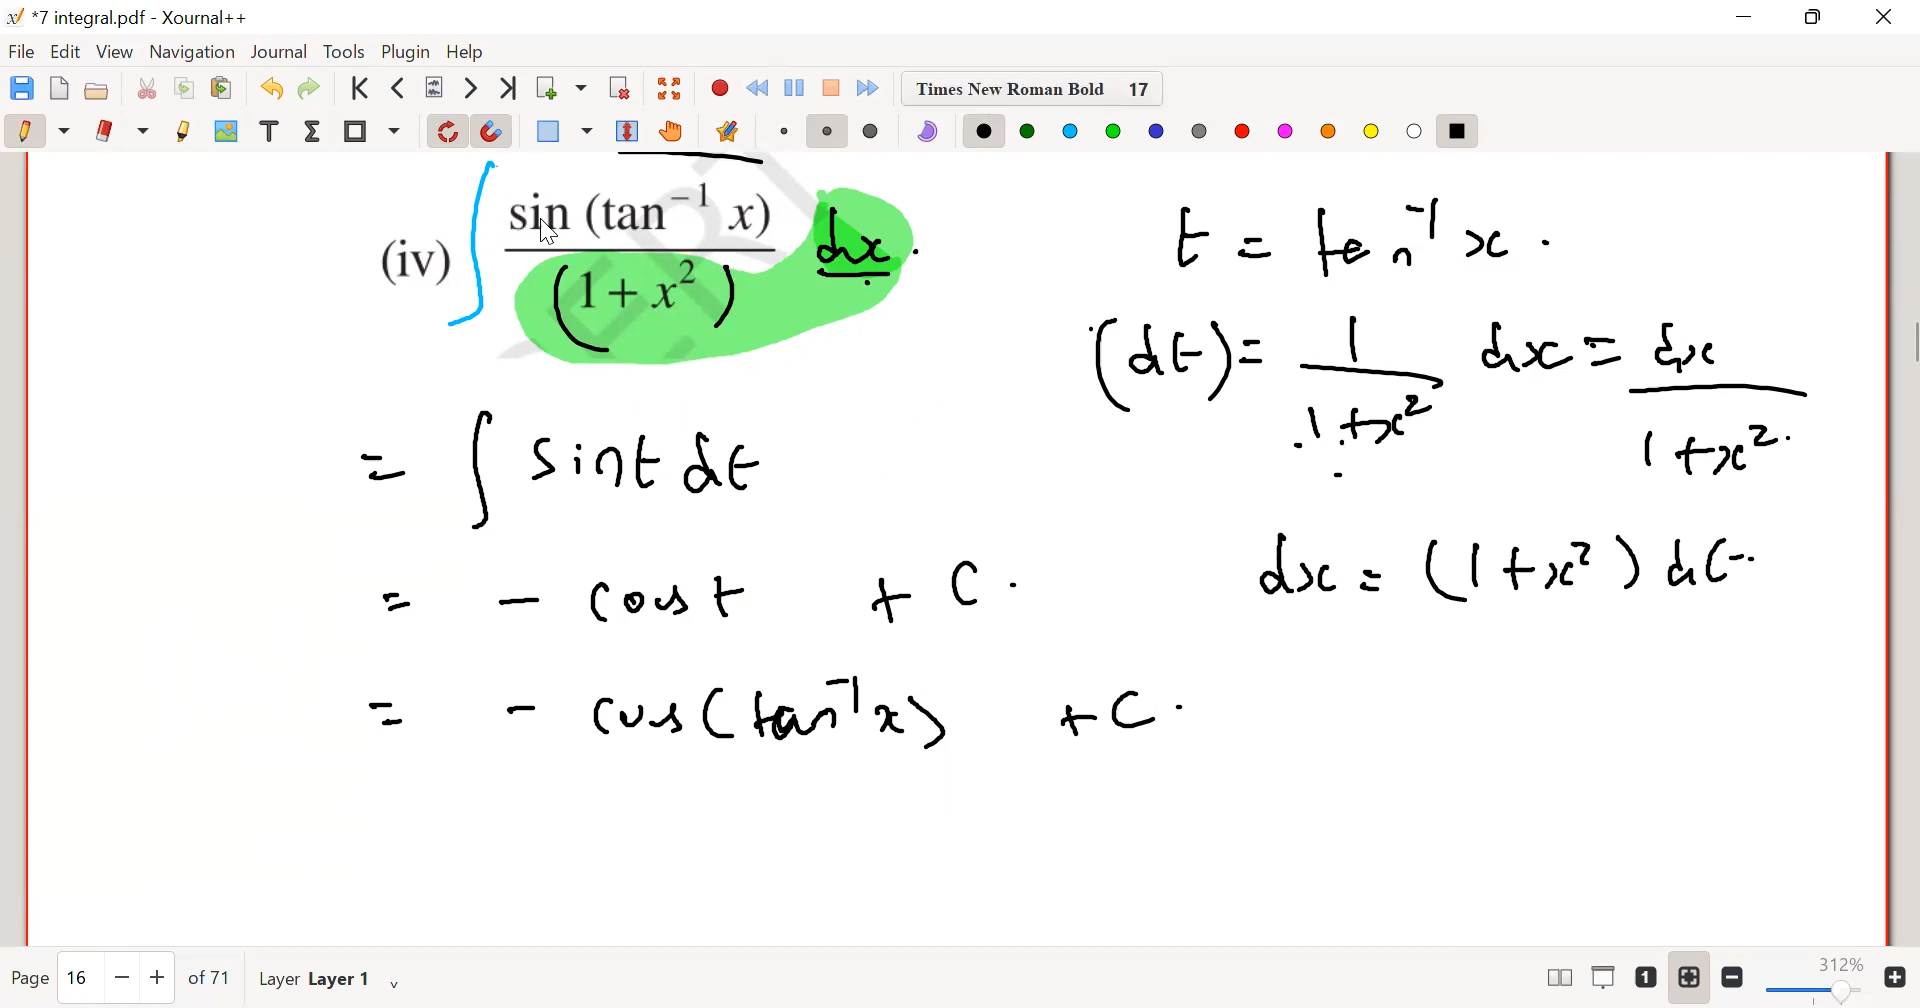 *7 integral.pdf - Xournal++
File Edit View Navigation Journal Tools Plugin Help
Times New Roman Bold 17
(iv) ∫ sin (tan⁻¹ x) / (1 + x²) dx.
t = tan⁻¹ x.
(dt) = 1 / 1+x² dx = dx / 1+x².
= ∫ sint dt
dx = (1+x²) dt
= - cos t + C.
= - cos(tan⁻¹x) + C.
Page 16 of 71 Layer Layer 1
1
312%